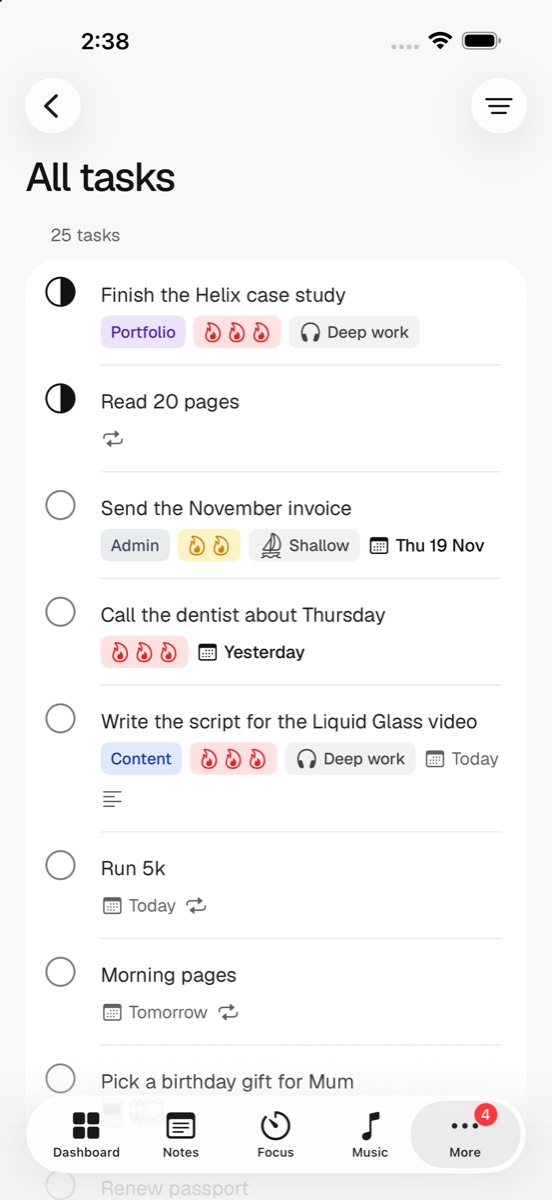 2:38
All tasks
25 tasks
Finish the Helix case study
Portfolio Deep work
Read 20 pages
Send the November invoice
Admin Shallow Thu 19 Nov
Call the dentist about Thursday
Yesterday
Write the script for the Liquid Glass video
Content Deep work Today
Run 5k
Today
Morning pages
Tomorrow
Pick a birthday gift for Mum
4
Dashboard Notes Focus Music More
Renew passport